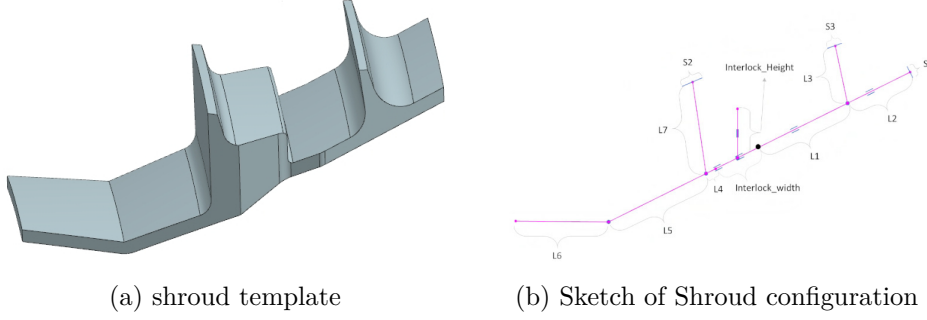 S3
S2
Interlock_Height
L3
S
L7
L2
L1
L4
Interlock_width
L5
L6
(a) shroud template
(b) Sketch of Shroud configuration